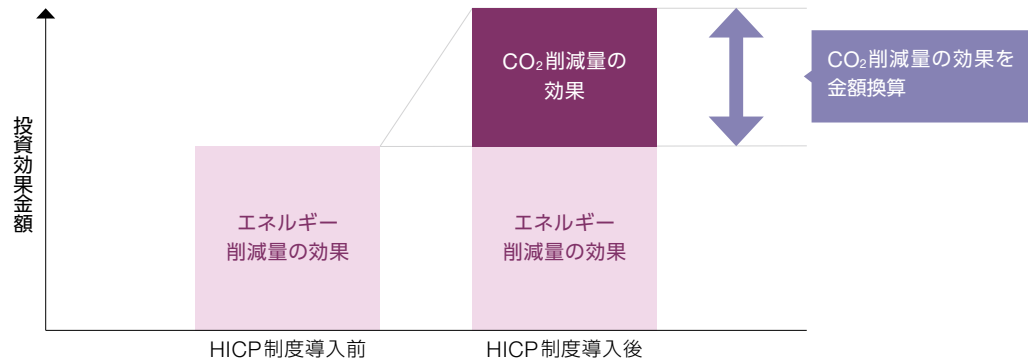 投資効果金額
エネルギー
削減量の効果
CO₂削減量の
効果
エネルギー
削減量の効果
CO₂削減量の効果を
金額換算
HICP制度導入前
HICP制度導入後